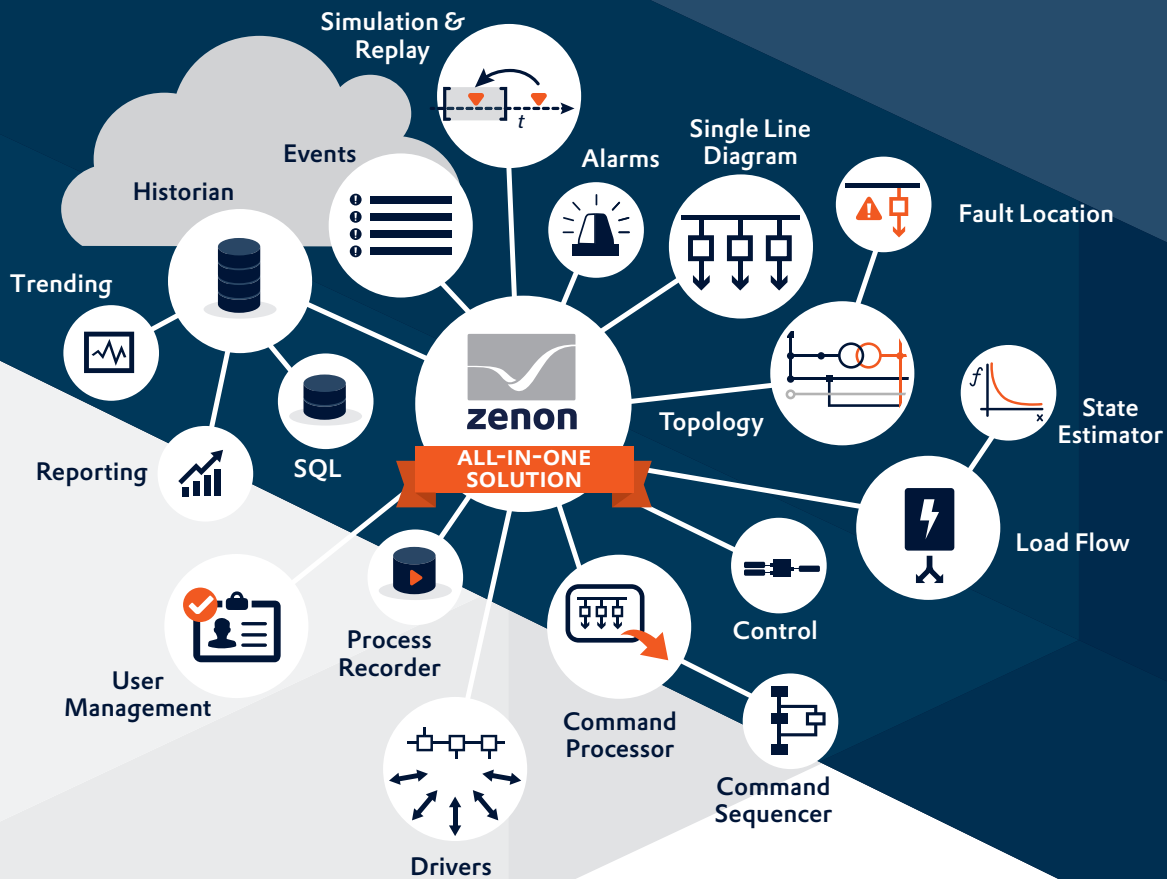 Simulation &
Replay
t
Events
Alarms
Single Line
Diagram
Historian
Fault Location
Trending
zenon
ALL-IN-ONE
SOLUTION
Topology
f
x
State
Estimator
Reporting
SQL
Load Flow
Control
Process
Recorder
User
Management
Command
Processor
Command
Sequencer
Drivers